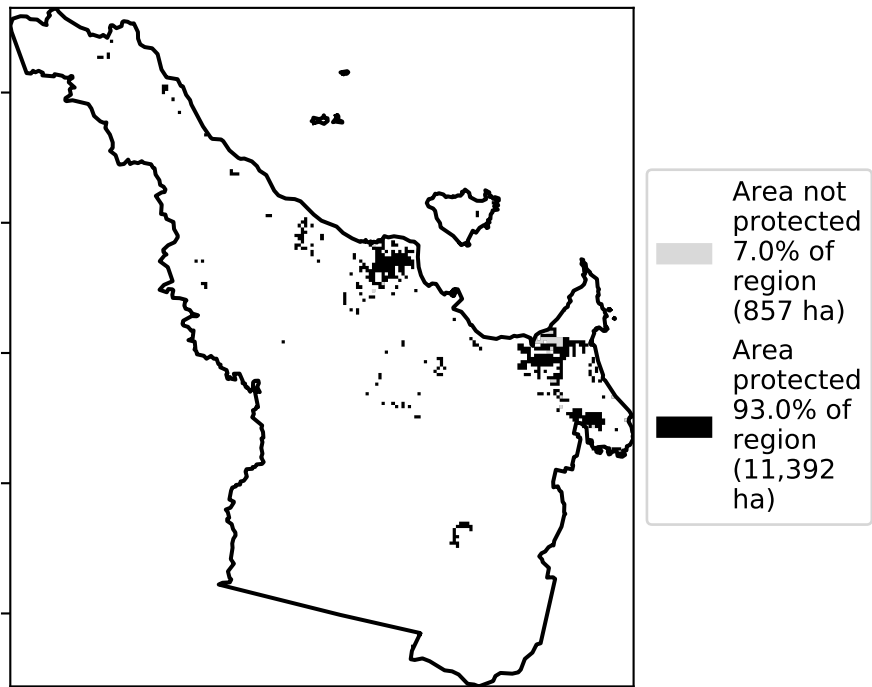 Area not
protected
7.0% of
region
(857 ha)
Area
protected
93.0% of
region
(11,392
ha)